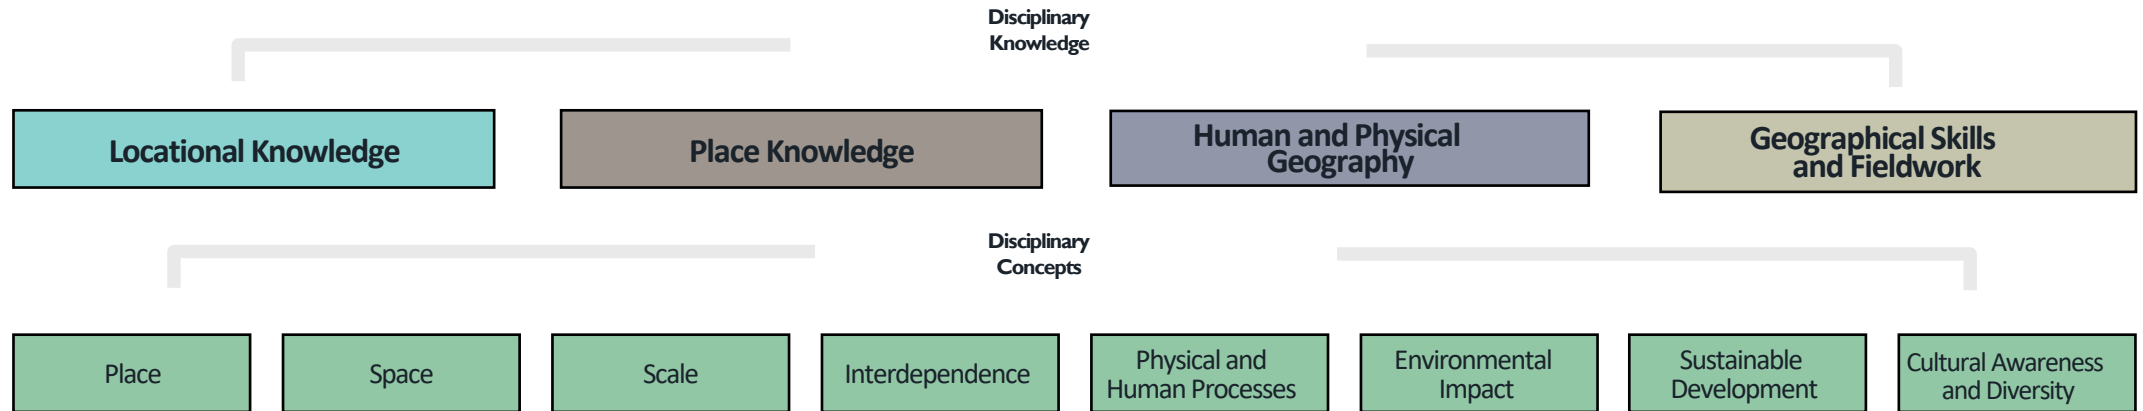 Disciplinary
Knowledge
Locational Knowledge
Place Knowledge
Human and Physical
Geography
Geographical Skills
and Fieldwork
Disciplinary
Concepts
Place
Space
Scale
Interdependence
Physical and
Human Processes
Environmental
Impact
Sustainable
Development
Cultural Awareness
and Diversity